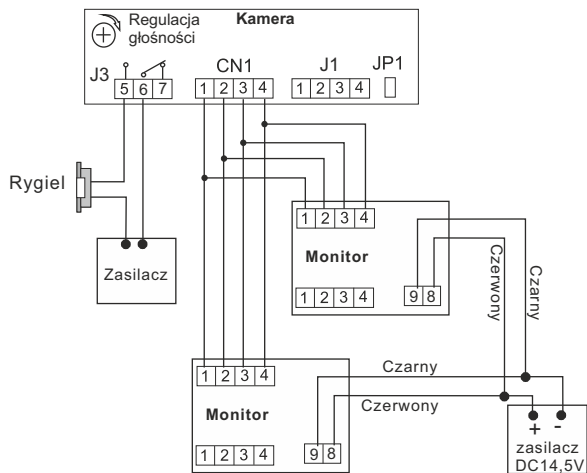 Kamera
Regulacja
głośności
J3
CN1
J1
JP1
5 6 7
1 2 3 4
1 2 3 4
Rygiel
Zasilacz
1 2 3 4
Monitor
1 2 3 4
9 8
Czerwony
Czarny
1 2 3 4
Monitor
1 2 3 4
9 8
Czarny
Czerwony
+ -
zasilacz
DC14,5V